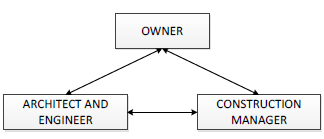 OWNER
ARCHITECT AND
ENGINEER
CONSTRUCTION
MANAGER